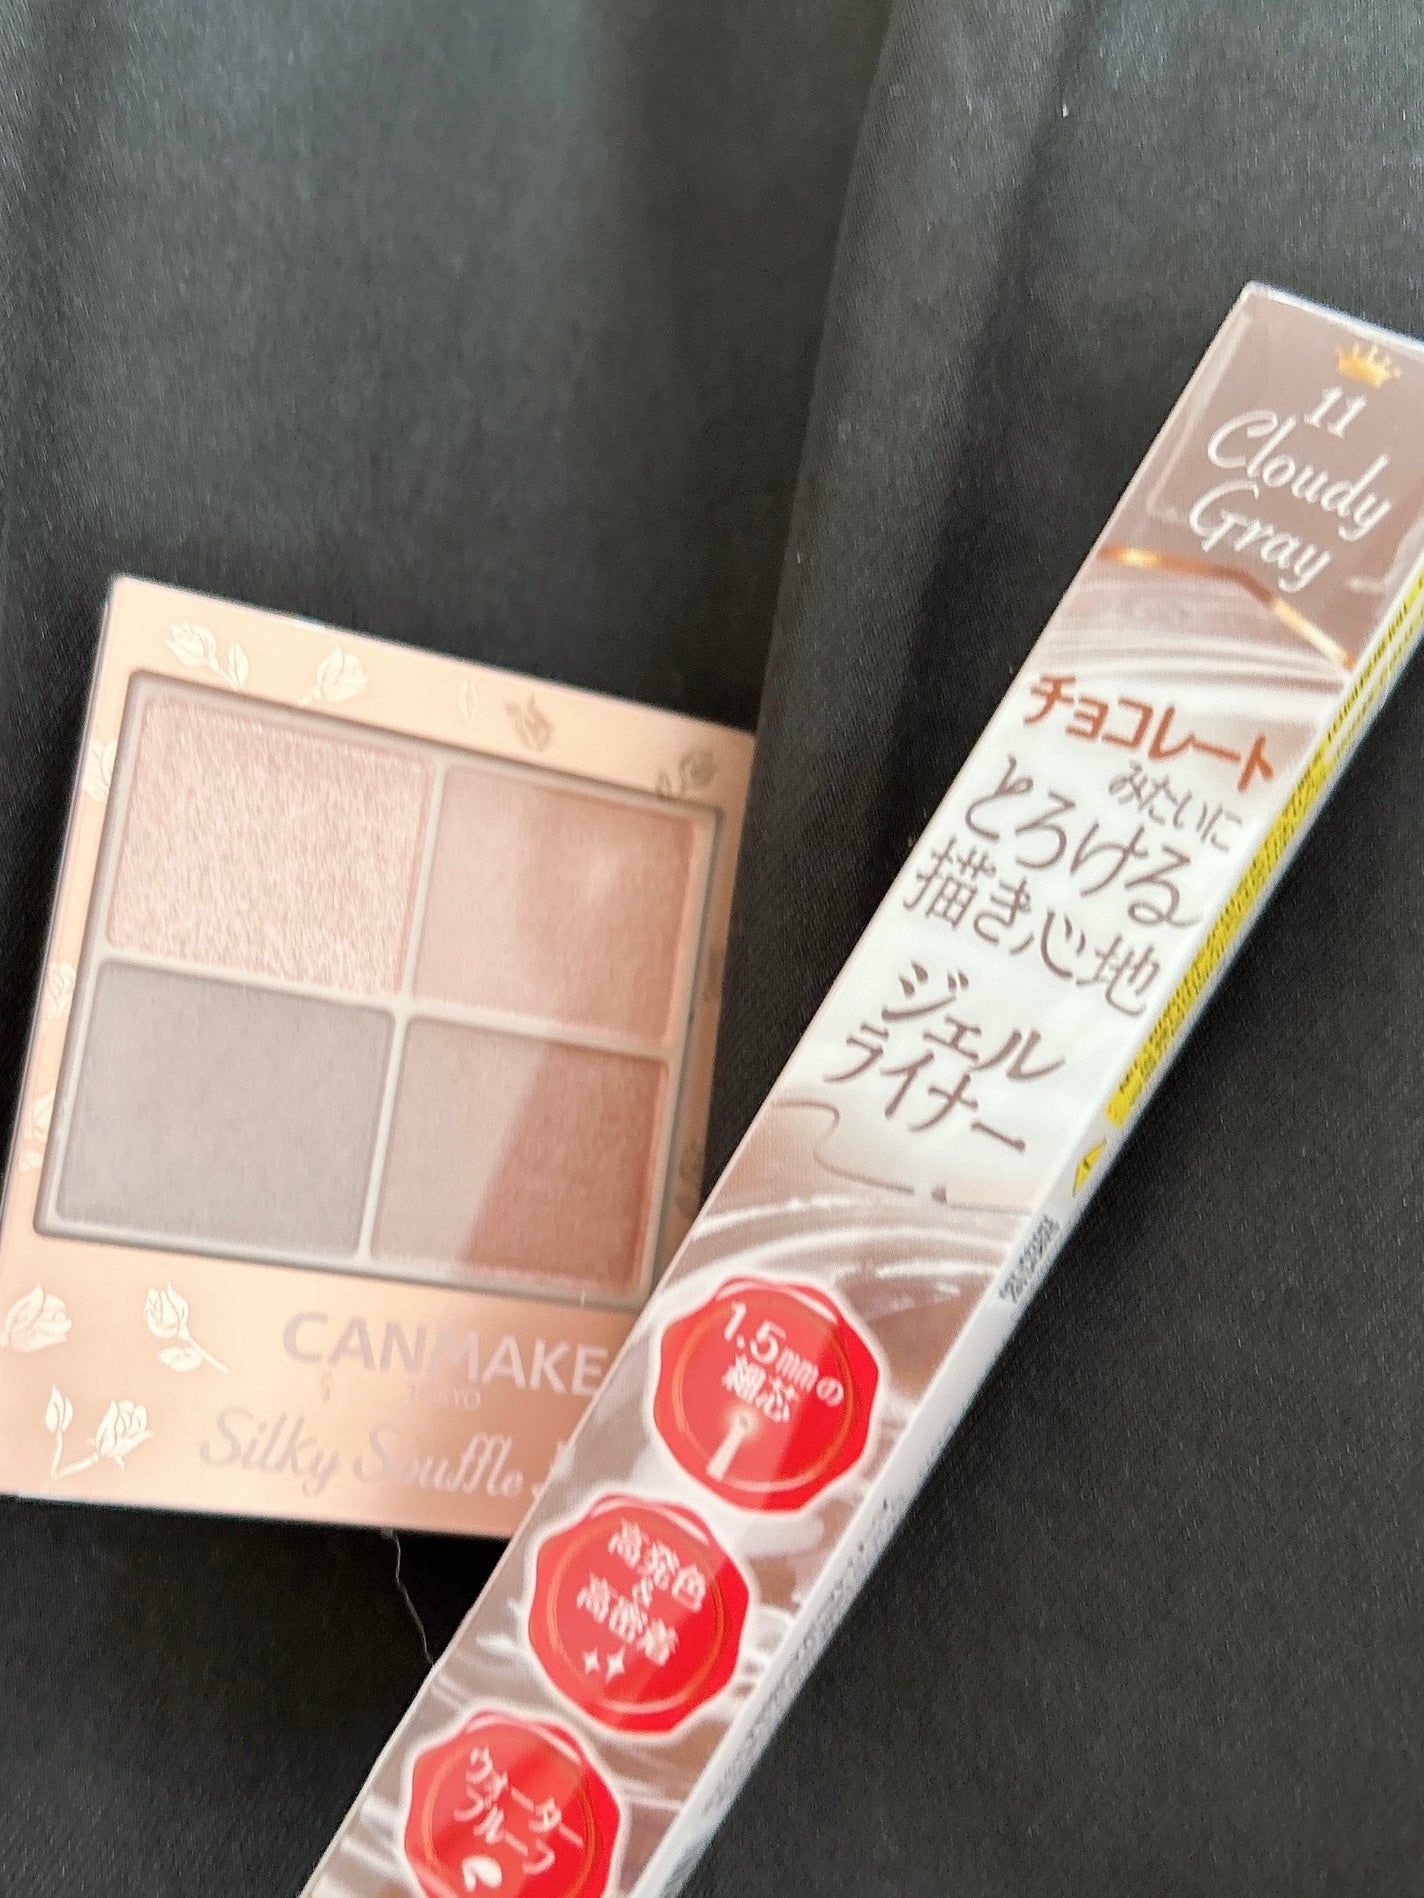 11
Cloudy
Gray
チョコレート
みたいに
とろける
描き心地
ジェル
ライナー
1.5mmの
細芯
高発色
&
高密着
ウォーター
プルーフ
CANMAKE
TOKYO
Silky Souffle